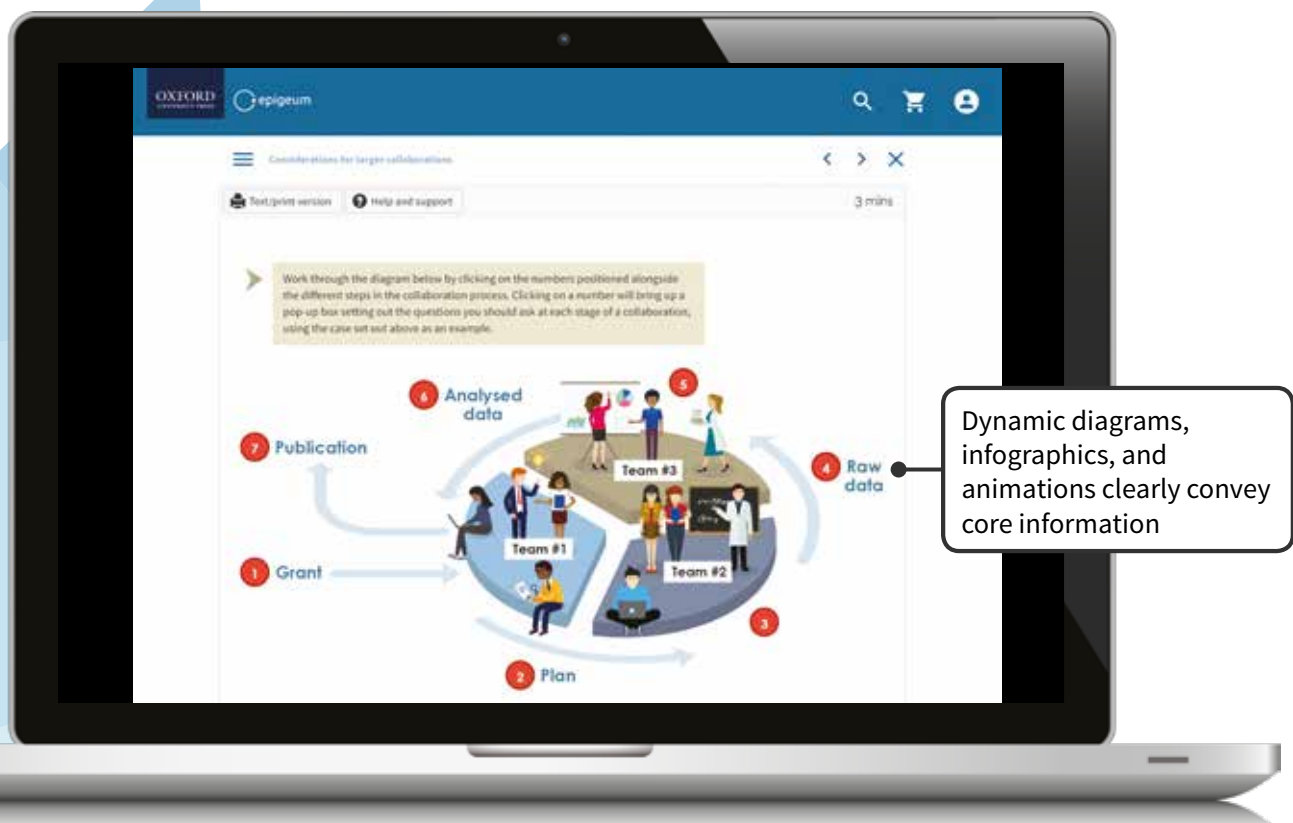 OXFORD
UNIVERSITY PRESS
epigeum
Considerations for larger collaborations
Text/print version
Help and support
3 mins
Work through the diagram below by clicking on the numbers positioned alongside
the different steps in the collaboration process. Clicking on a number will bring up a
pop-up box setting out the questions you should ask at each stage of a collaboration,
using the case set out above as an example.
6 Analysed
data
5
7 Publication
Team #3
4 Raw
data
Dynamic diagrams,
infographics, and
animations clearly convey
core information
Team #1
1 Grant
Team #2
3
2 Plan